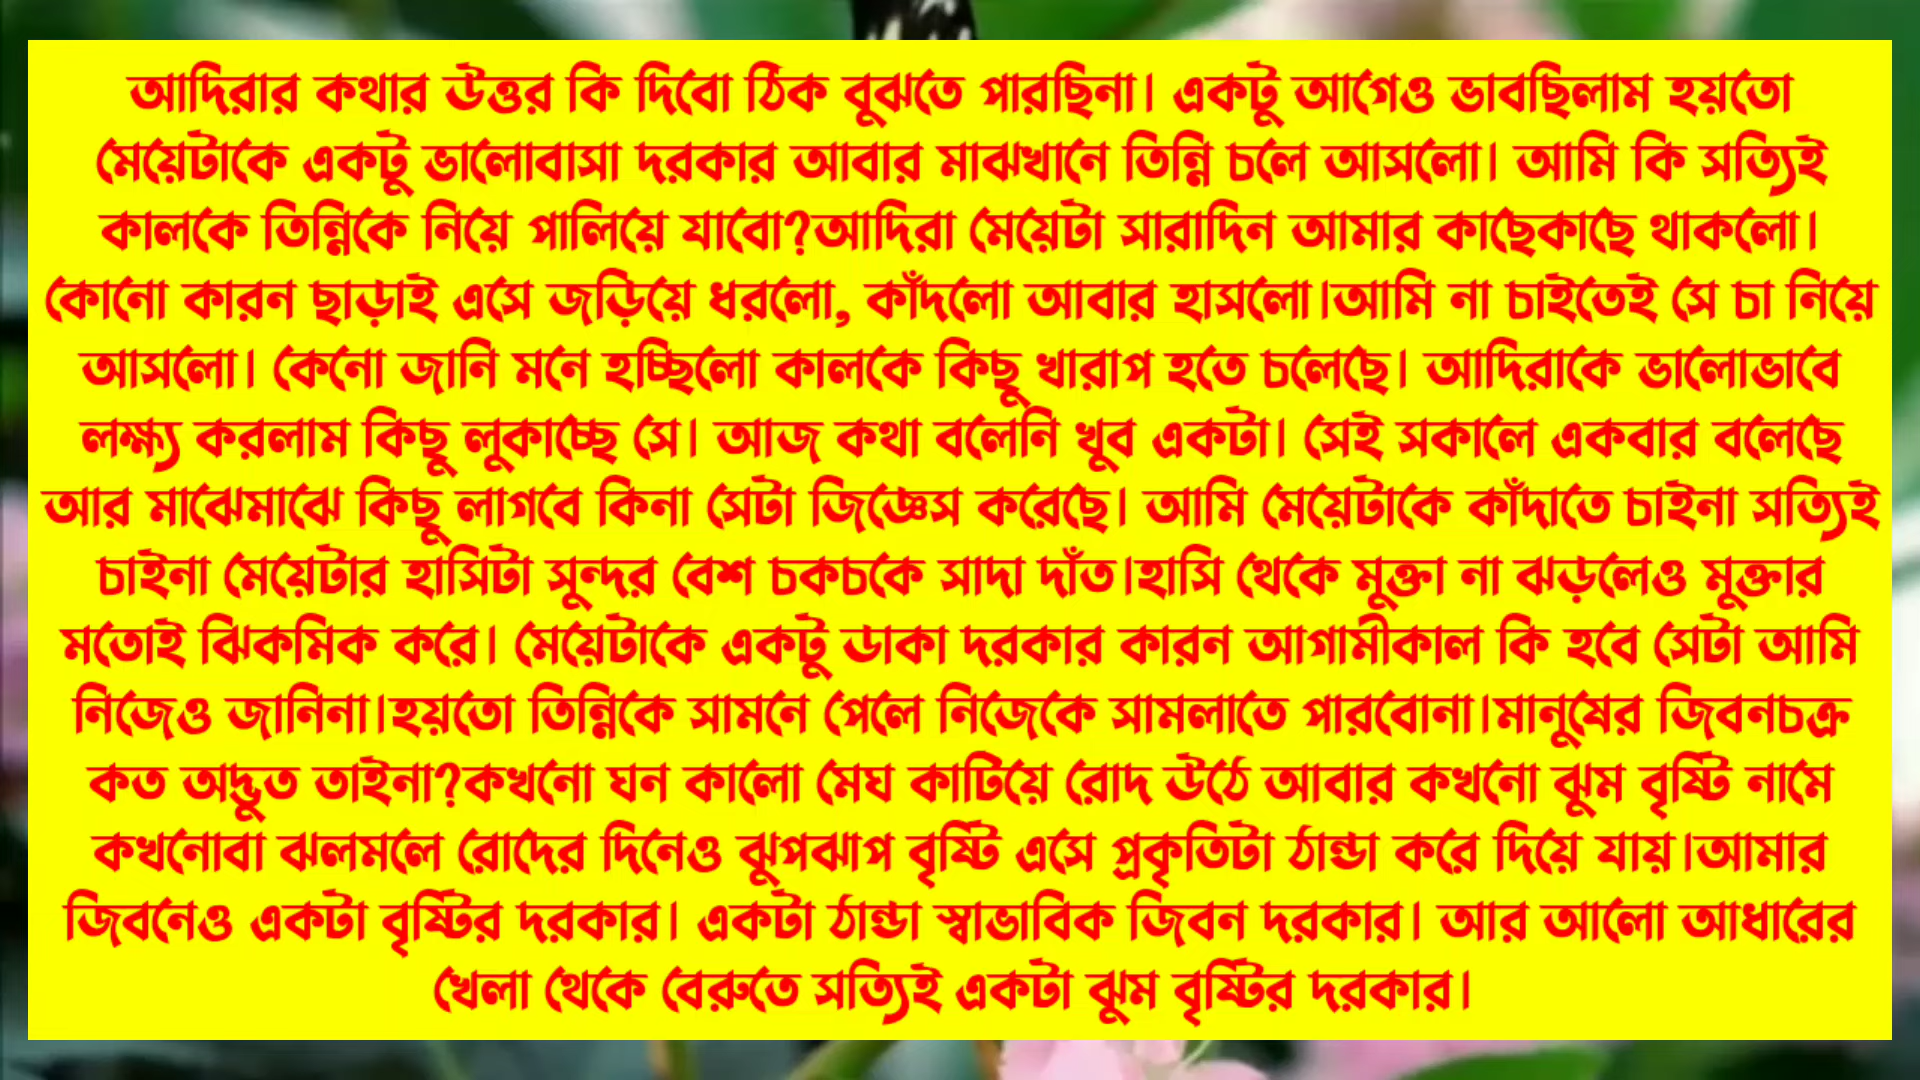 আদিরার কথার উত্তর কি দিবো ঠিক বুঝতে পারছিনা। একটু আগেও ভাবছিলাম হয়তো
মেয়েটাকে একটু ভালোবাসা দরকার আবার মাঝখানে তিন্নি চলে আসলো। আমি কি সত্যিই
কালকে তিন্নিকে নিয়ে পালিয়ে যাবো?আদিরা মেয়েটা সারাদিন আমার কাছেকাছে থাকলো।
কোনো কারন ছাড়াই এসে জড়িয়ে ধরলো, কাঁদলো আবার হাসলো।আমি না চাইতেই সে চা নিয়ে
আসলো। কেনো জানি মনে হচ্ছিলো কালকে কিছু খারাপ হতে চলেছে। আদিরাকে ভালোভাবে
লক্ষ্য করলাম কিছু লুকাচ্ছে সে। আজ কথা বলেনি খুব একটা। সেই সকালে একবার বলেছে
আর মাঝেমাঝে কিছু লাগবে কিনা সেটা জিজ্ঞেস করেছে। আমি মেয়েটাকে কাঁদাতে চাইনা সত্যিই
চাইনা মেয়েটার হাসিটা সুন্দর বেশ চকচকে সাদা দাঁত।হাসি থেকে মুক্তা না ঝড়লেও মুক্তার
মতোই ঝিকমিক করে। মেয়েটাকে একটু ডাকা দরকার কারন আগামীকাল কি হবে সেটা আমি
নিজেও জানিনা।হয়তো তিন্নিকে সামনে পেলে নিজেকে সামলাতে পারবোনা।মানুষের জিবনচক্র
কত অদ্ভুত তাইনা?কখনো ঘন কালো মেঘ কাটিয়ে রোদ উঠে আবার কখনো ঝুম বৃষ্টি নামে
কখনোবা ঝলমলে রোদের দিনেও ঝুপঝাপ বৃষ্টি এসে প্রকৃতিটা ঠান্ডা করে দিয়ে যায়।আমার
জিবনেও একটা বৃষ্টির দরকার। একটা ঠান্ডা স্বাভাবিক জিবন দরকার। আর আলো আধারের
খেলা থেকে বেরুতে সত্যিই একটা ঝুম বৃষ্টির দরকার।